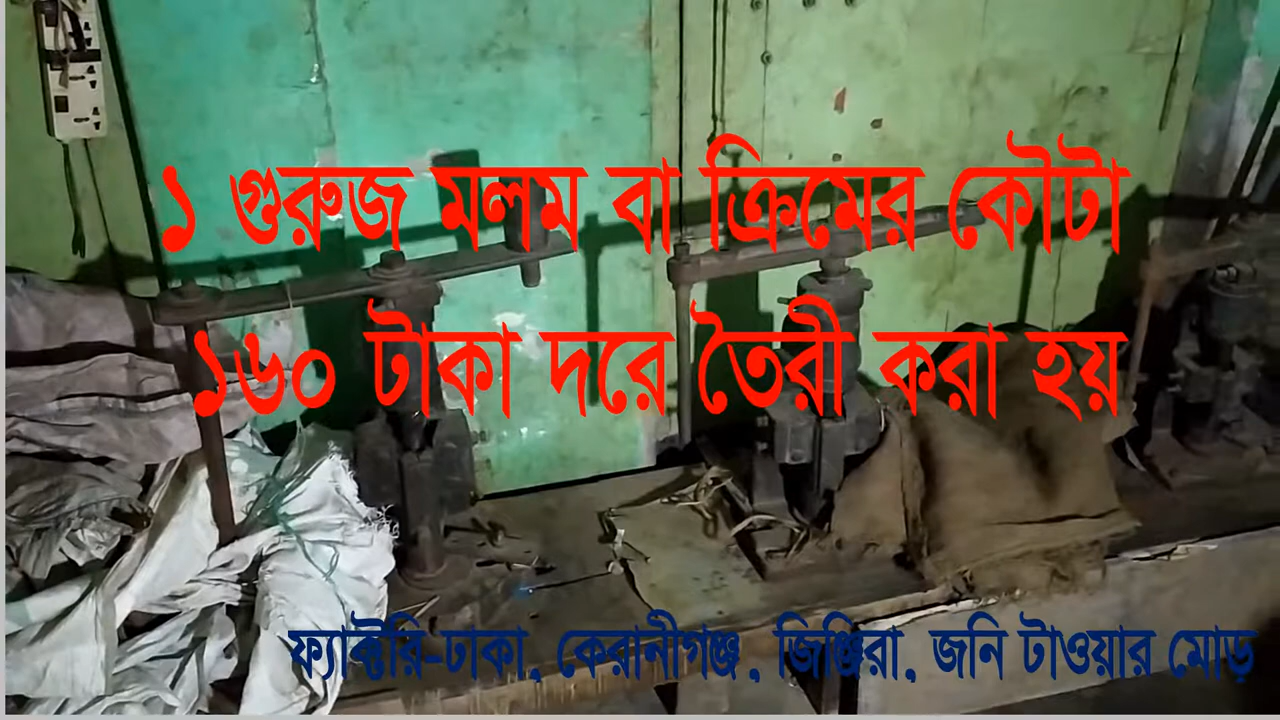 ১ গুরুজ মলম বা ক্রিমের কৌটা
১৬০ টাকা দরে তৈরী করা হয়
ফ্যাক্টরি-ঢাকা, কেরানীগঞ্জ, জিঞ্জিরা, জনি টাওয়ার মোড়